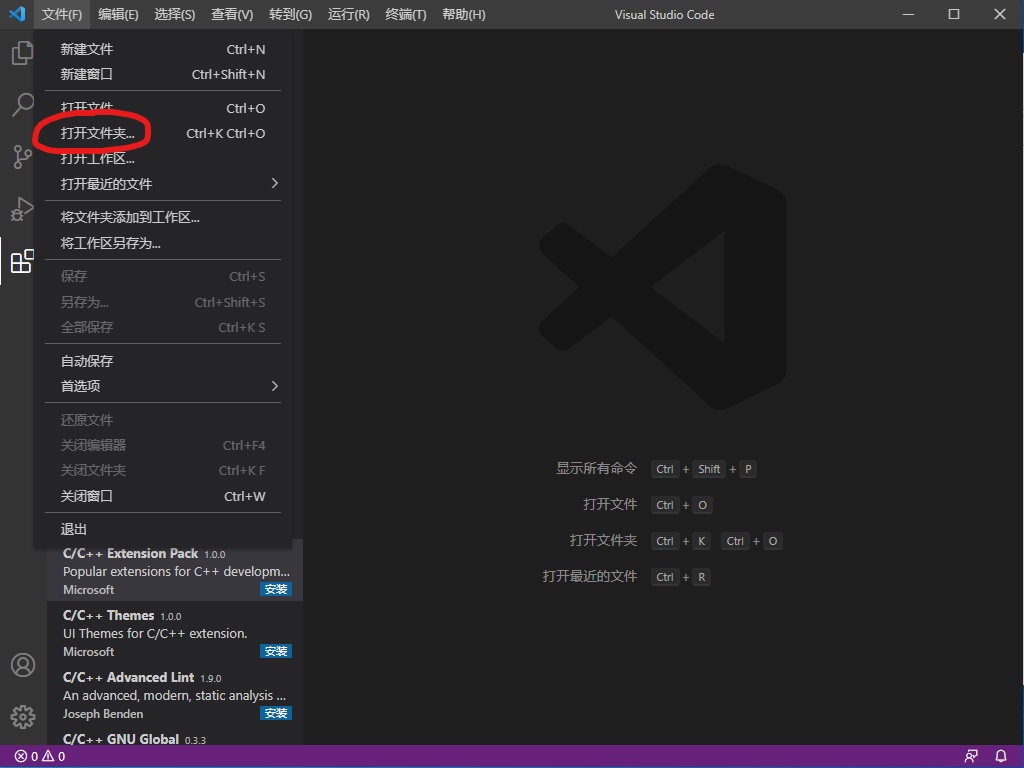 文件(F) 编辑(E) 选择(S) 查看(V) 转到(G) 运行(R) 终端(T) 帮助(H) Visual Studio Code
新建文件 Ctrl+N
新建窗口 Ctrl+Shift+N
打开文件... Ctrl+O
打开文件夹... Ctrl+K Ctrl+O
打开工作区...
打开最近的文件
将文件夹添加到工作区...
将工作区另存为...
保存 Ctrl+S
另存为... Ctrl+Shift+S
全部保存 Ctrl+K S
自动保存
首选项
还原文件
关闭编辑器 Ctrl+F4
关闭文件夹 Ctrl+K F
关闭窗口 Ctrl+W
退出
C/C++ Extension Pack 1.0.0
Popular extensions for C++ developm...
Microsoft 安装
C/C++ Themes 1.0.0
UI Themes for C/C++ extension.
Microsoft 安装
C/C++ Advanced Lint 1.9.0
An advanced, modern, static analysis ...
Joseph Benden 安装
C/C++ GNU Global 0.3.3
显示所有命令 Ctrl + Shift + P
打开文件 Ctrl + O
打开文件夹 Ctrl + K Ctrl + O
打开最近的文件 Ctrl + R
0 0